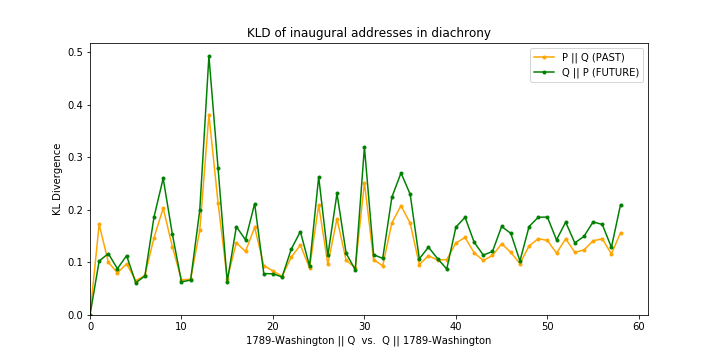 KLD of inaugural addresses in diachrony
P || Q (PAST)
Q || P (FUTURE)
KL Divergence
0.5
0.4
0.3
0.2
0.1
0.0
0 10 20 30 40 50 60
1789-Washington || Q  vs.  Q || 1789-Washington